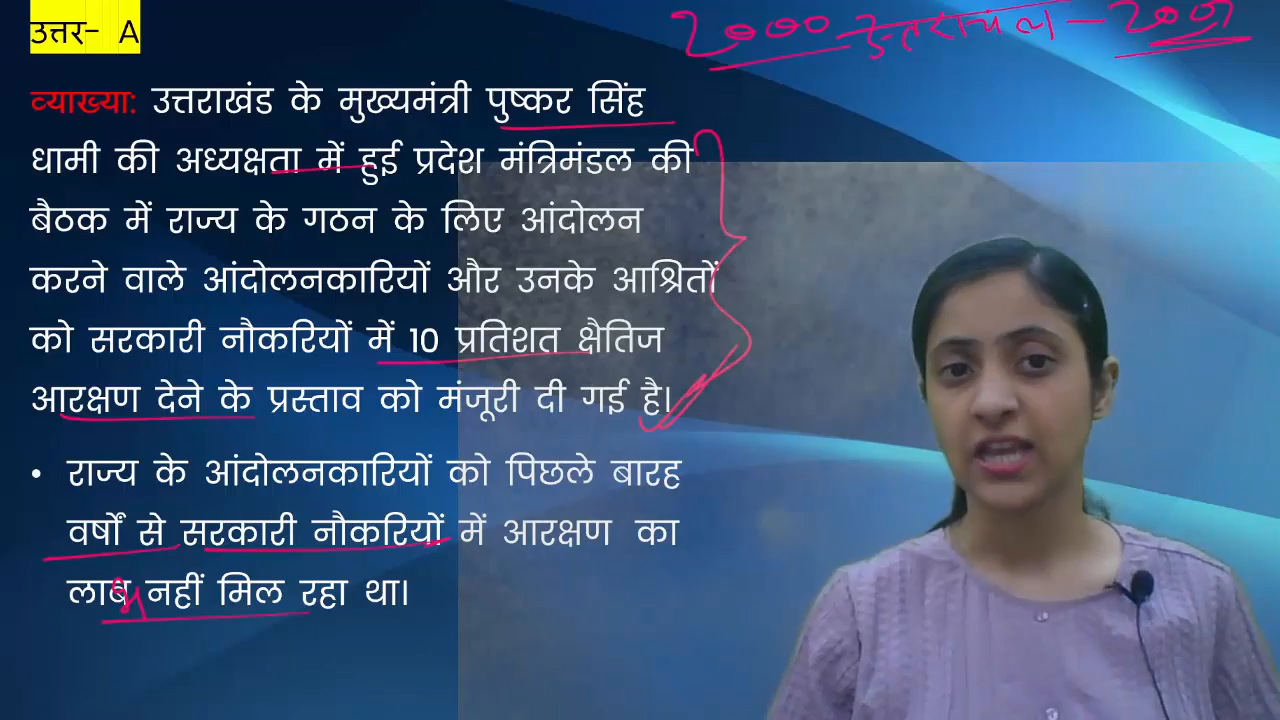 उत्तर- A
2000 उत्तरांचल -
व्याख्या: उत्तराखंड के मुख्यमंत्री पुष्कर सिंह
धामी की अध्यक्षता में हुई प्रदेश मंत्रिमंडल की
बैठक में राज्य के गठन के लिए आंदोलन
करने वाले आंदोलनकारियों और उनके आश्रितों
को सरकारी नौकरियों में 10 प्रतिशत क्षैतिज
आरक्षण देने के प्रस्ताव को मंजूरी दी गई है।
• राज्य के आंदोलनकारियों को पिछले बारह
वर्षों से सरकारी नौकरियों में आरक्षण का
लाब नहीं मिल रहा था।
भ